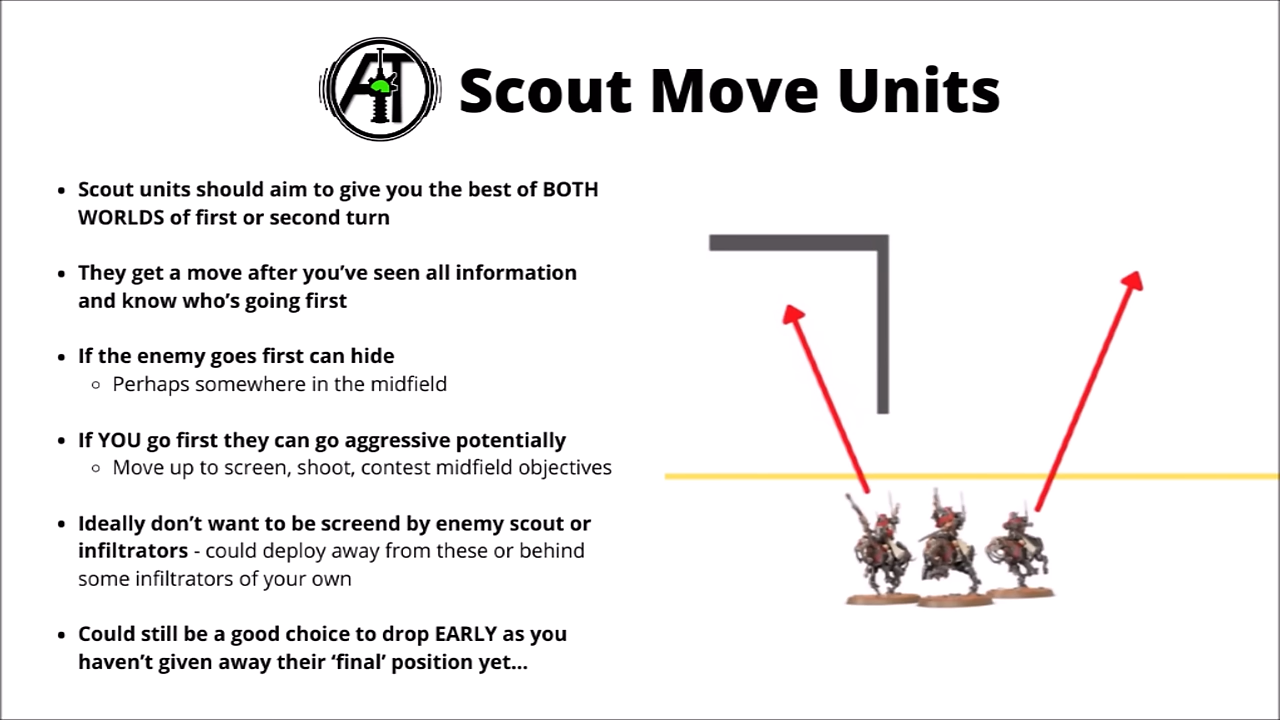 AT
Scout Move Units
• Scout units should aim to give you the best of BOTH
WORLDS of first or second turn
• They get a move after you’ve seen all information
and know who’s going first
• If the enemy goes first can hide
○ Perhaps somewhere in the midfield
• If YOU go first they can go aggressive potentially
○ Move up to screen, shoot, contest midfield objectives
• Ideally don’t want to be screend by enemy scout or
infiltrators - could deploy away from these or behind
some infiltrators of your own
• Could still be a good choice to drop EARLY as you
haven’t given away their ‘final’ position yet...